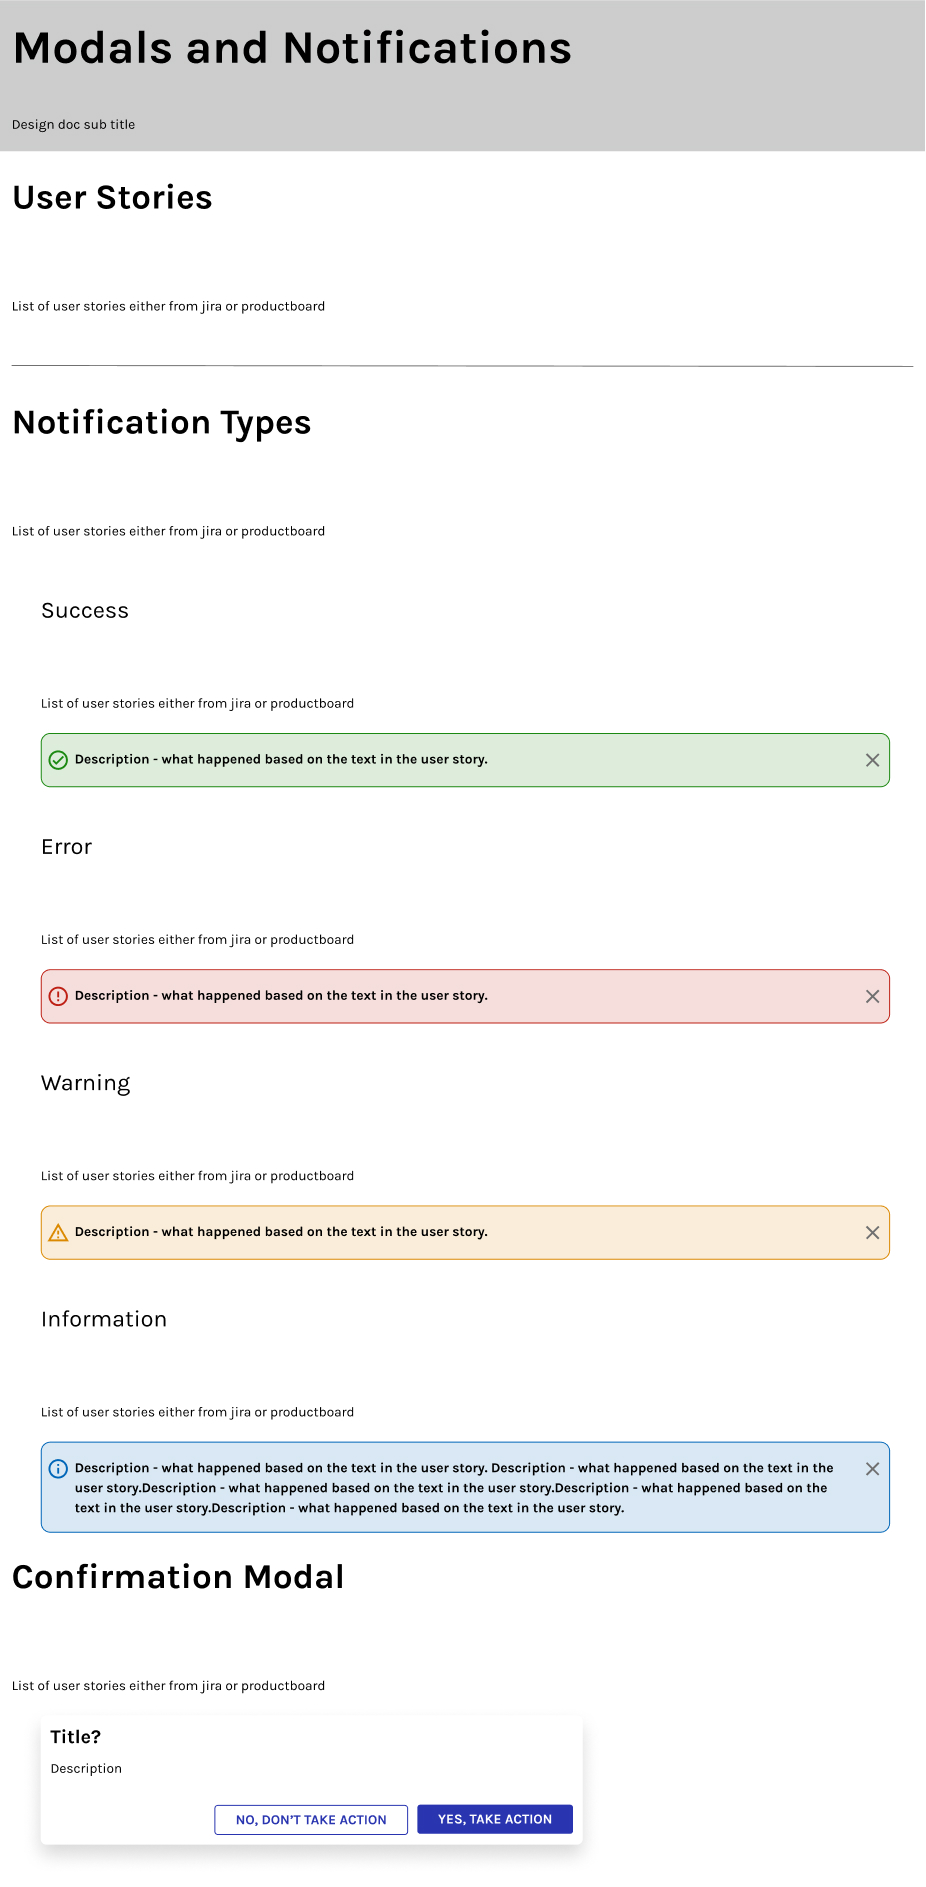 Modals and Notifications
Design doc sub title
User Stories
List of user stories either from jira or productboard
Notification Types
List of user stories either from jira or productboard
Success
List of user stories either from jira or productboard
Description - what happened based on the text in the user story.
Error
List of user stories either from jira or productboard
Description - what happened based on the text in the user story.
Warning
List of user stories either from jira or productboard
Description - what happened based on the text in the user story.
Information
List of user stories either from jira or productboard
Description - what happened based on the text in the user story. Description - what happened based on the text in the
user story.Description - what happened based on the text in the user story.Description - what happened based on the
text in the user story.Description - what happened based on the text in the user story.
Confirmation Modal
List of user stories either from jira or productboard
Title?
Description
NO, DON'T TAKE ACTION
YES, TAKE ACTION